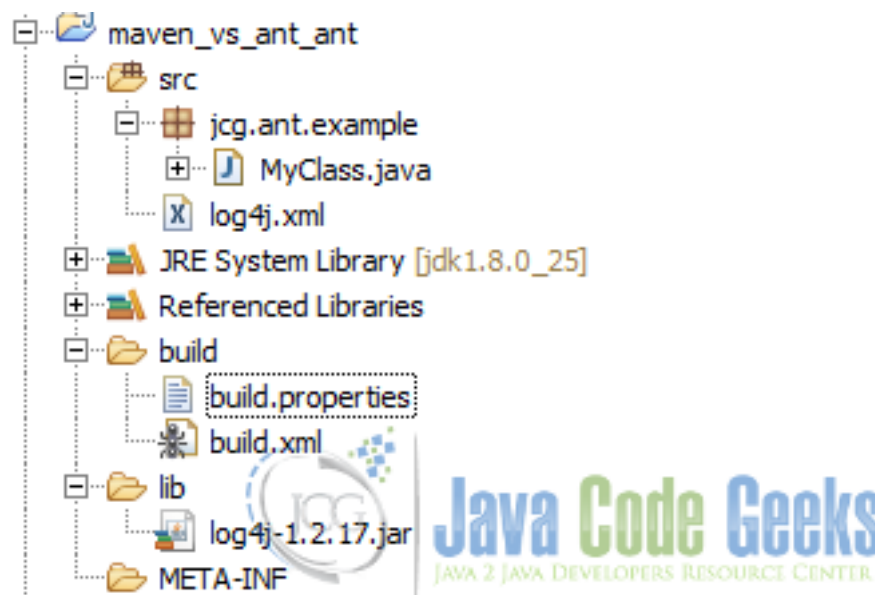 maven_vs_ant_ant
src
jcg.ant.example
MyClass.java
log4j.xml
JRE System Library [jdk1.8.0_25]
Referenced Libraries
build
build.properties
build.xml
lib
log4j-1.2.17.jar
META-INF
JCG
Java Code Geeks
JAVA 2 JAVA DEVELOPERS RESOURCE CENTER